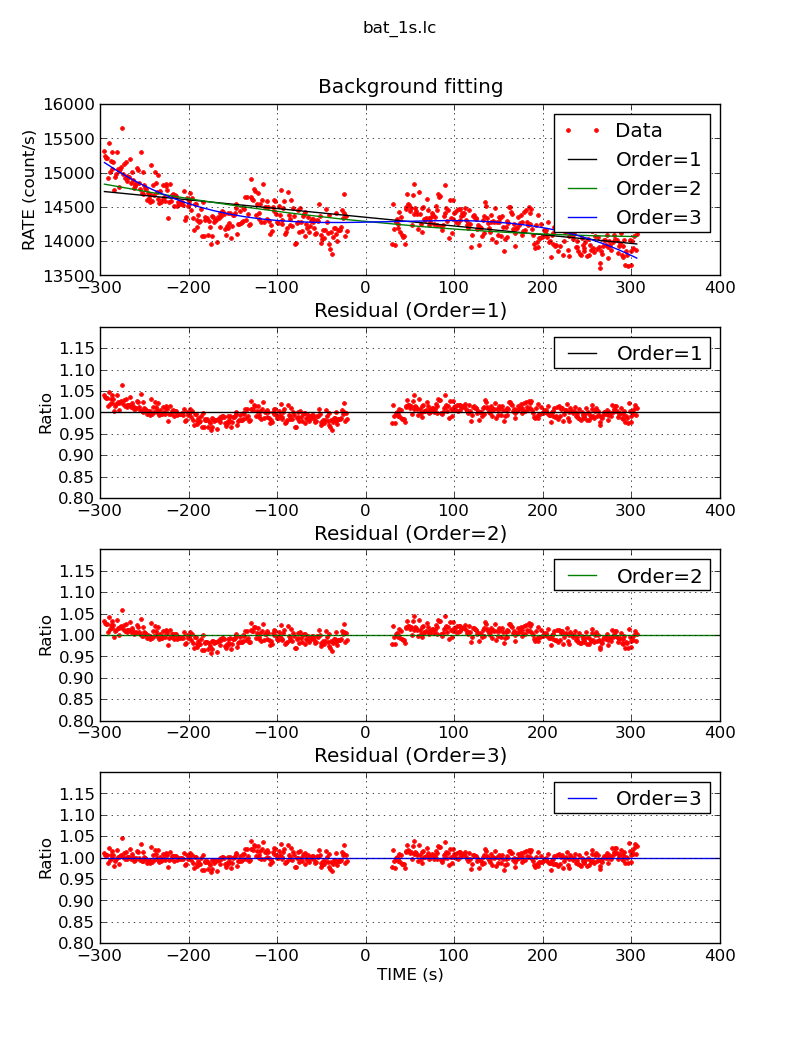 bat_1s.lc
Background fitting
RATE (count/s)
16000
15500
15000
14500
14000
13500
Data
Order=1
Order=2
Order=3
−300 −200 −100 0 100 200 300 400
Residual (Order=1)
Ratio
1.15
1.10
1.05
1.00
0.95
0.90
0.85
0.80
Order=1
−300 −200 −100 0 100 200 300 400
Residual (Order=2)
Ratio
1.15
1.10
1.05
1.00
0.95
0.90
0.85
0.80
Order=2
−300 −200 −100 0 100 200 300 400
Residual (Order=3)
Ratio
1.15
1.10
1.05
1.00
0.95
0.90
0.85
0.80
Order=3
−300 −200 −100 0 100 200 300 400
TIME (s)